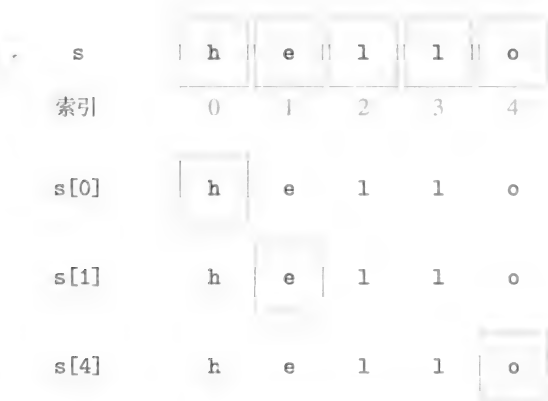 s h e l l o
索引 0 1 2 3 4
s[0] h e l l o
s[1] h e l l o
s[4] h e l l o